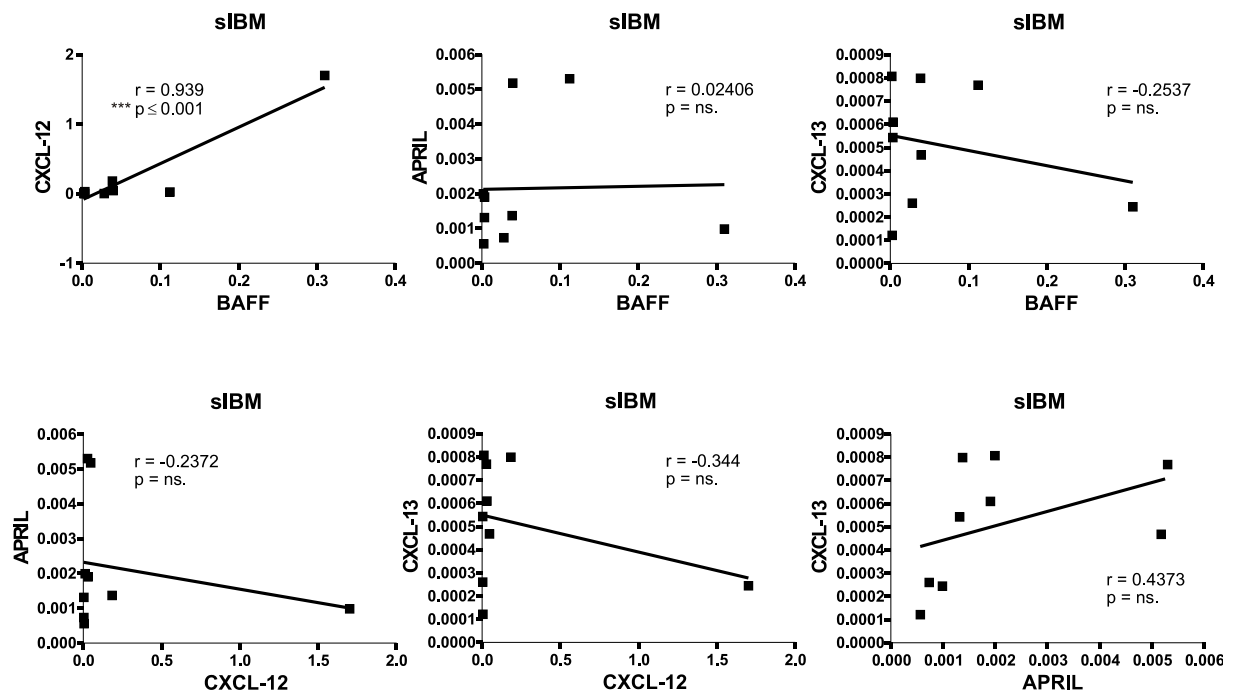 sIBM
2
1
0
-1
CXCL-12
r = 0.939
*** p ≤ 0.001
0.0 0.1 0.2 0.3 0.4
BAFF
sIBM
0.006
0.005
0.004
0.003
0.002
0.001
0.000
APRIL
r = 0.02406
p = ns.
0.0 0.1 0.2 0.3 0.4
BAFF
sIBM
0.0009
0.0008
0.0007
0.0006
0.0005
0.0004
0.0003
0.0002
0.0001
0.0000
CXCL-13
r = -0.2537
p = ns.
0.0 0.1 0.2 0.3 0.4
BAFF
sIBM
0.006
0.005
0.004
0.003
0.002
0.001
0.000
APRIL
r = -0.2372
p = ns.
0.0 0.5 1.0 1.5 2.0
CXCL-12
sIBM
0.0009
0.0008
0.0007
0.0006
0.0005
0.0004
0.0003
0.0002
0.0001
0.0000
CXCL-13
r = -0.344
p = ns.
0.0 0.5 1.0 1.5 2.0
CXCL-12
sIBM
0.0009
0.0008
0.0007
0.0006
0.0005
0.0004
0.0003
0.0002
0.0001
0.0000
CXCL-13
r = 0.4373
p = ns.
0.000 0.001 0.002 0.003 0.004 0.005 0.006
APRIL